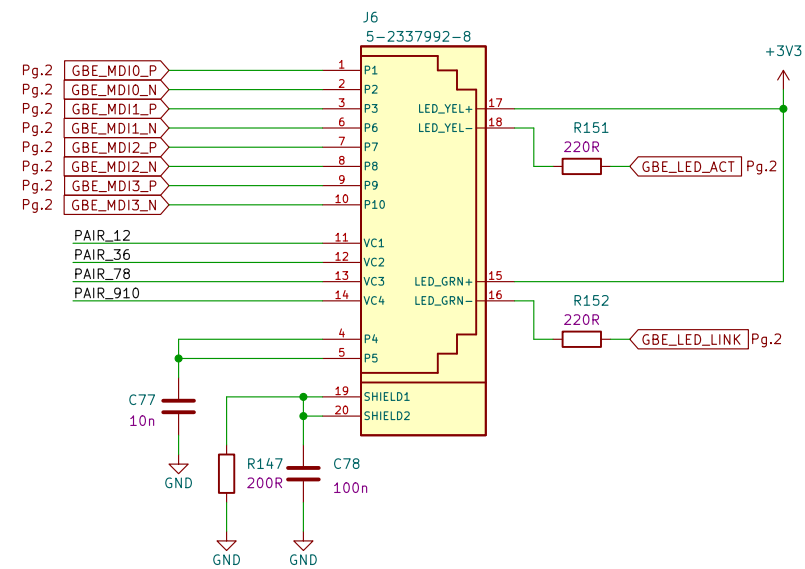 J6
5-2337992-8
+3V3
Pg.2 GBE_MDI0_P 1 P1
Pg.2 GBE_MDI0_N 2 P2
Pg.2 GBE_MDI1_P 3 P3 LED_YEL+ 17
Pg.2 GBE_MDI1_N 6 P6 LED_YEL- 18 R151
Pg.2 GBE_MDI2_P 7 P7 220R
Pg.2 GBE_MDI2_N 8 P8 GBE_LED_ACT Pg.2
Pg.2 GBE_MDI3_P 9 P9
Pg.2 GBE_MDI3_N 10 P10
PAIR_12 11 VC1
PAIR_36 12 VC2
PAIR_78 13 VC3 LED_GRN+ 15
PAIR_910 14 VC4 LED_GRN- 16 R152
220R
4 P4 GBE_LED_LINK Pg.2
5 P5
C77 19 SHIELD1
10n 20 SHIELD2
R147 C78
GND 200R 100n
GND GND